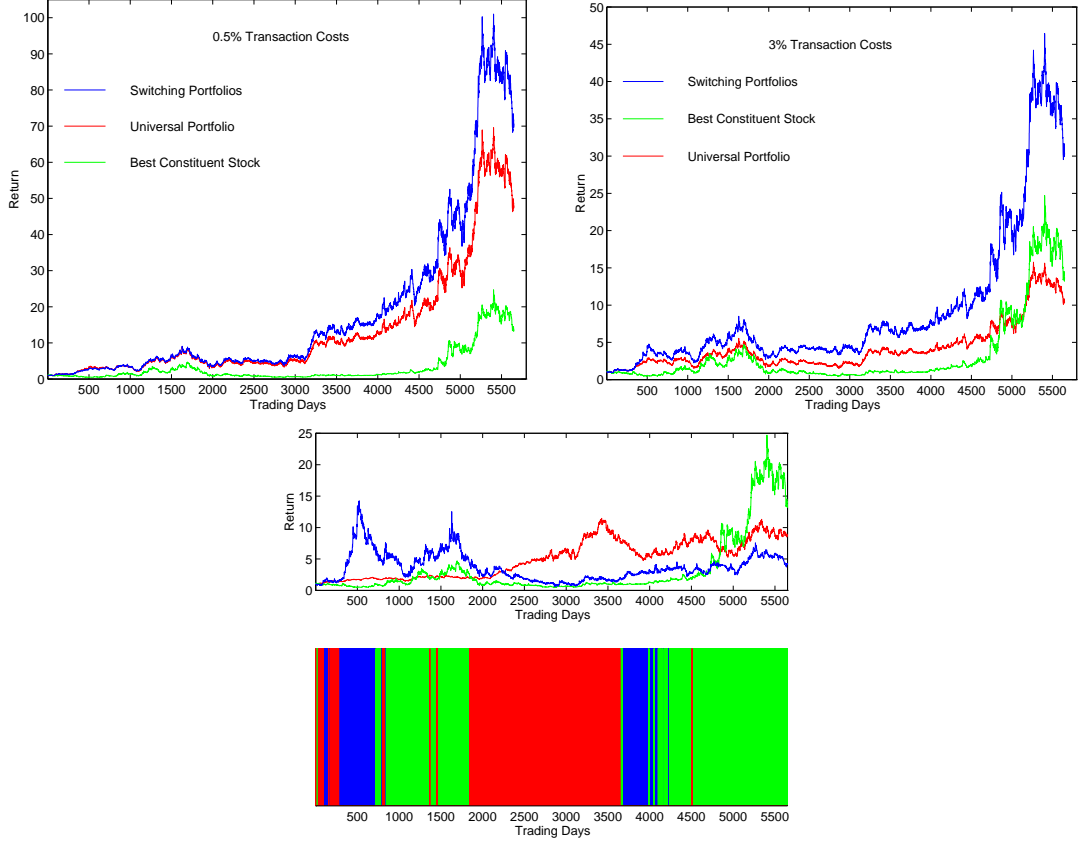 0.5% Transaction Costs
Switching Portfolios
Universal Portfolio
Best Constituent Stock
Return
100
90
80
70
60
50
40
30
20
10
0
500 1000 1500 2000 2500 3000 3500 4000 4500 5000 5500
Trading Days
3% Transaction Costs
Switching Portfolios
Best Constituent Stock
Universal Portfolio
Return
50
45
40
35
30
25
20
15
10
5
0
500 1000 1500 2000 2500 3000 3500 4000 4500 5000 5500
Trading Days
Return
25
20
15
10
5
0
500 1000 1500 2000 2500 3000 3500 4000 4500 5000 5500
Trading Days
500 1000 1500 2000 2500 3000 3500 4000 4500 5000 5500
Trading Days